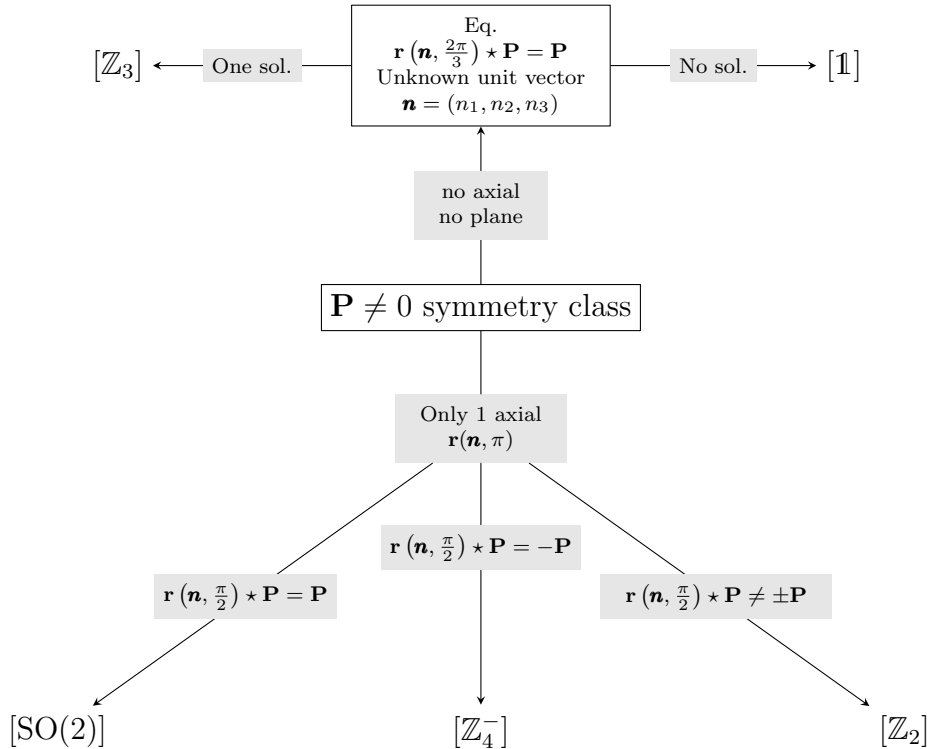 Eq.
r (n, 2π/3) ⋆ P = P
Unknown unit vector
n = (n₁, n₂, n₃)
[ℤ₃]
One sol.
No sol.
[𝟙]
no axial
no plane
P ≠ 0 symmetry class
Only 1 axial
r(n, π)
r (n, π/2) ⋆ P = −P
r (n, π/2) ⋆ P = P
r (n, π/2) ⋆ P ≠ ±P
[SO(2)]
[ℤ₄⁻]
[ℤ₂]